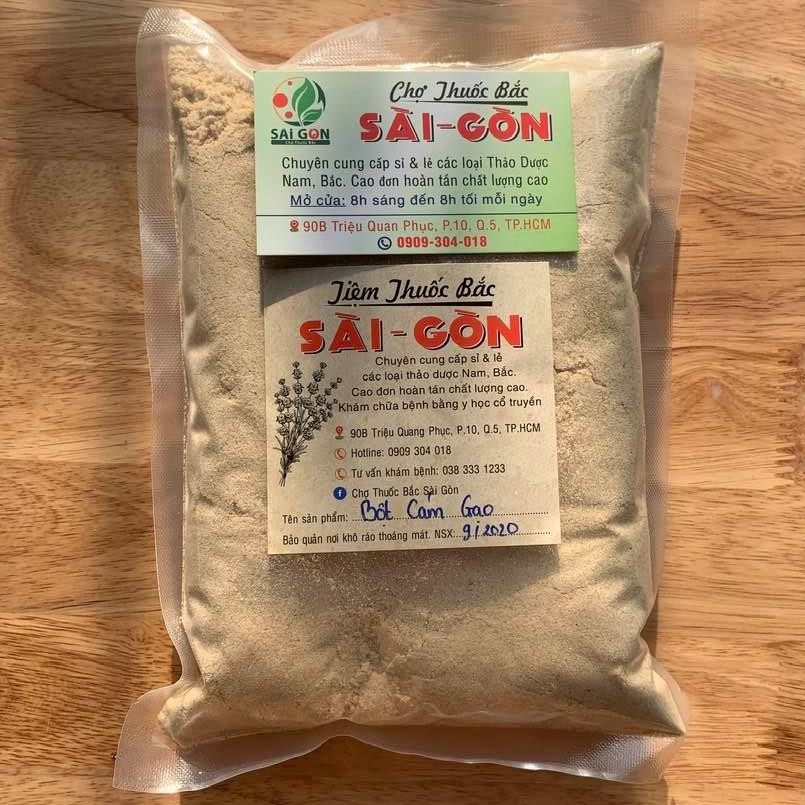 SÀI GÒN
Chợ Thuốc Bắc
Chợ Thuốc Bắc
SÀI-GÒN
Chuyên cung cấp sỉ & lẻ các loại Thảo Dược
Nam, Bắc. Cao đơn hoàn tán chất lượng cao
Mở cửa: 8h sáng đến 8h tối mỗi ngày
90B Triệu Quan Phục, P.10, Q.5, TP.HCM
0909-304-018
Tiệm Thuốc Bắc
SÀI-GÒN
Chuyên cung cấp sỉ & lẻ
các loại thảo dược Nam, Bắc.
Cao đơn hoàn tán chất lượng cao.
Khám chữa bệnh bằng y học cổ truyền
90B Triệu Quang Phục, P.10, Q.5, TP.HCM
Hotline: 0909 304 018
Tư vấn khám bệnh: 038 333 1233
Chợ Thuốc Bắc Sài Gòn
Tên sản phẩm: Bột Cám Gạo
Bảo quản nơi khô ráo thoáng mát. NSX: 9/2020